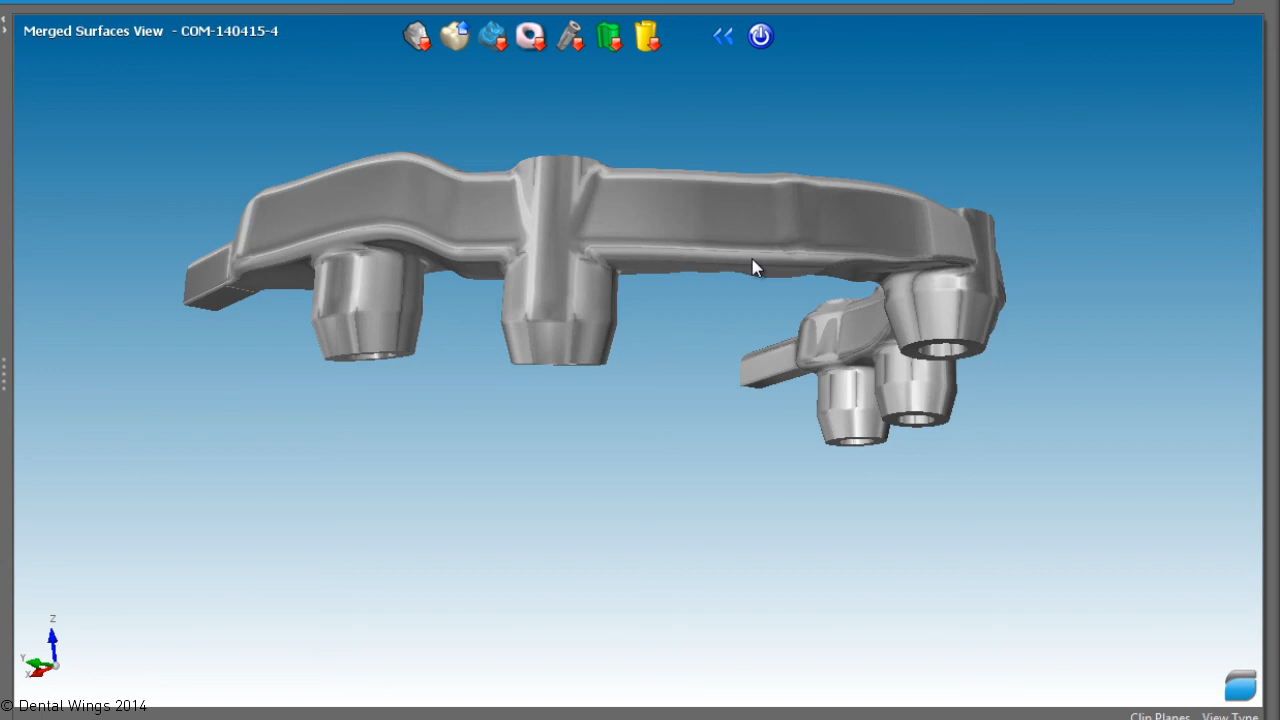 Merged Surfaces View - COM-140415-4
Z
Y
X
© Dental Wings 2014
Clip Planes View Type